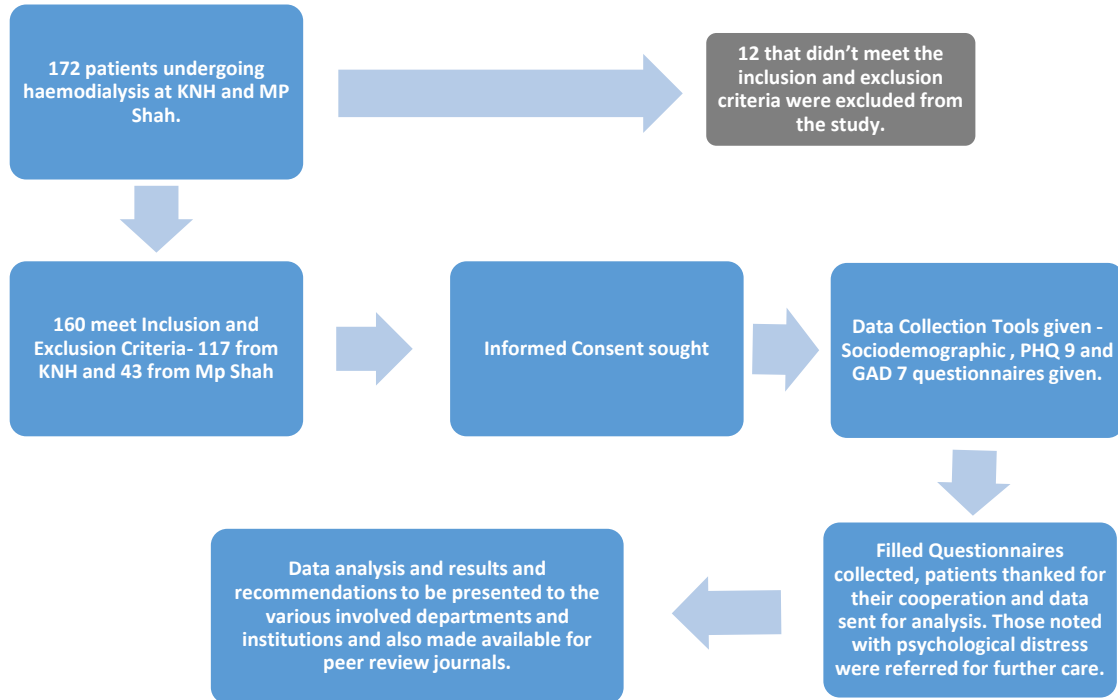 172 patients undergoing
haemodialysis at KNH and MP
Shah.
12 that didn’t meet the
inclusion and exclusion
criteria were excluded from
the study.
160 meet Inclusion and
Exclusion Criteria- 117 from
KNH and 43 from Mp Shah
Informed Consent sought
Data Collection Tools given -
Sociodemographic , PHQ 9 and
GAD 7 questionnaires given.
Filled Questionnaires
collected, patients thanked for
their cooperation and data
sent for analysis. Those noted
with psychological distress
were referred for further care.
Data analysis and results and
recommendations to be presented to the
various involved departments and
institutions and also made available for
peer review journals.